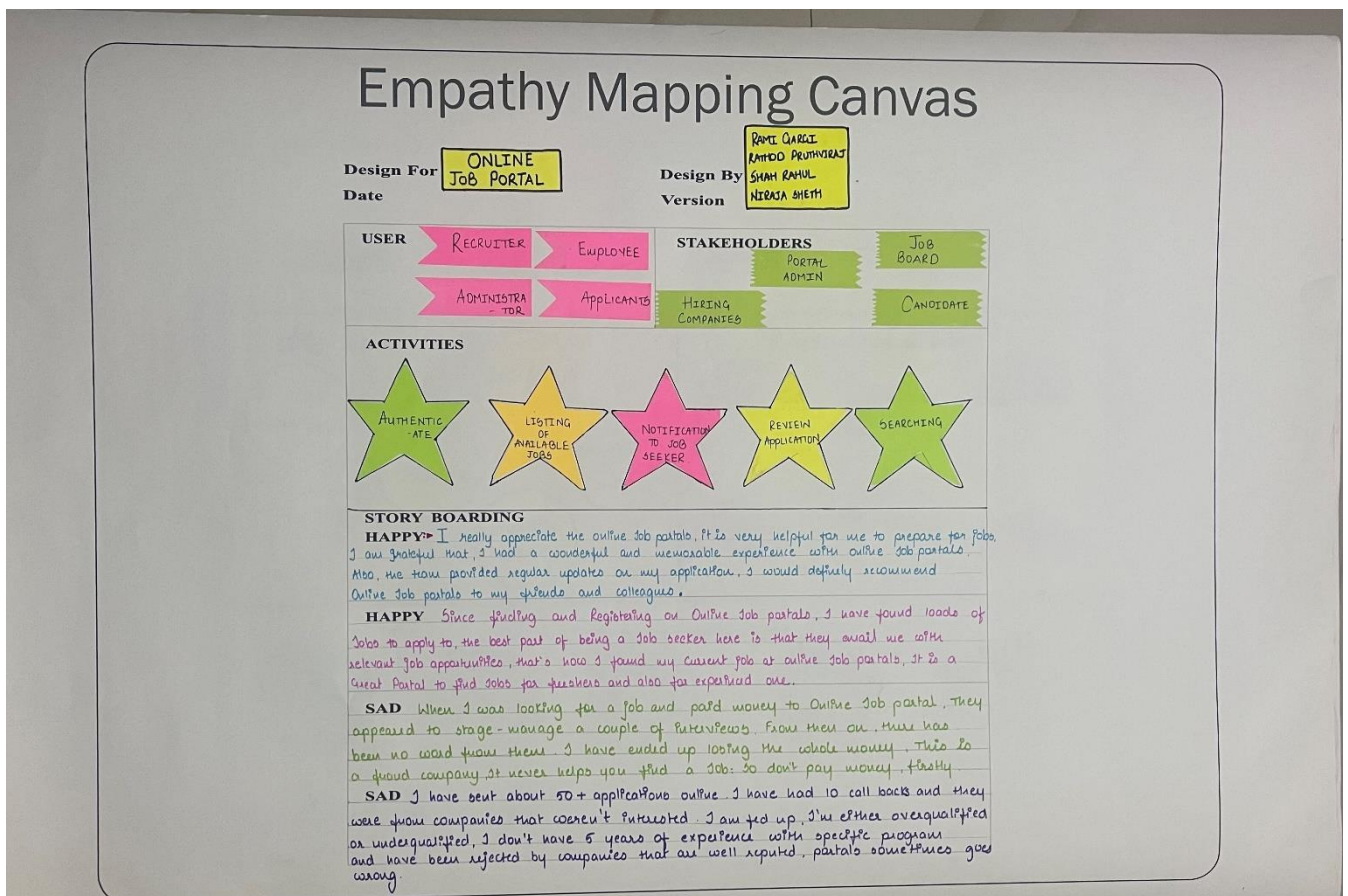 Empathy Mapping Canvas
Design For
ONLINE
JOB PORTAL
Date
Design By
RAMI GARGI
RATHOD PRUTHVIRAJ
SHAH RAHUL
NIRAJA SHETH
Version
USER
RECRUITER
EMPLOYEE
ADMINISTRA
- TOR
APPLICANTS
STAKEHOLDERS
PORTAL
ADMIN
JOB
BOARD
HIRING
COMPANIES
CANDIDATE
ACTIVITIES
AUTHENTIC
-ATE
LISTING
OF
AVAILABLE
JOBS
NOTIFICATION
TO JOB
SEEKER
REVIEW
APPLICATION
SEARCHING
STORY BOARDING
HAPPY:- I really appreciate the online Job portals, it is very helpful for me to prepare for jobs.
I am grateful that, I had a wonderful and memorable experience with online Job portals.
Also, the team provided regular updates on my application, I would definely recommend
Online Job portals to my friends and colleagues.
HAPPY Since finding and Registering on Online Job portals, I have found loads of
Jobs to apply to, the best part of being a Job seeker here is that they avail me with
relevant Job opportunities, that's how I found my current job at online Job portals, It is a
Great Portal to find Jobs for freshers and also for experincd one.
SAD When I was looking for a job and paid money to Online Job portal, They
appeared to stage-manage a couple of interviews. From then on, there has
been no word from them. I have ended up losing the whole money. This is
a fraud company, It never helps you find a Job: So don't pay money, firstly
SAD I have sent about 50+ applications online. I have had 10 call backs and they
were from companies that weren't interested. I am fed up, I'm either overqualified
or underqualified, I don't have 5 years of experience with specific program
and have been rejected by companies that are well reputed, portals sometimes goes
wrong.